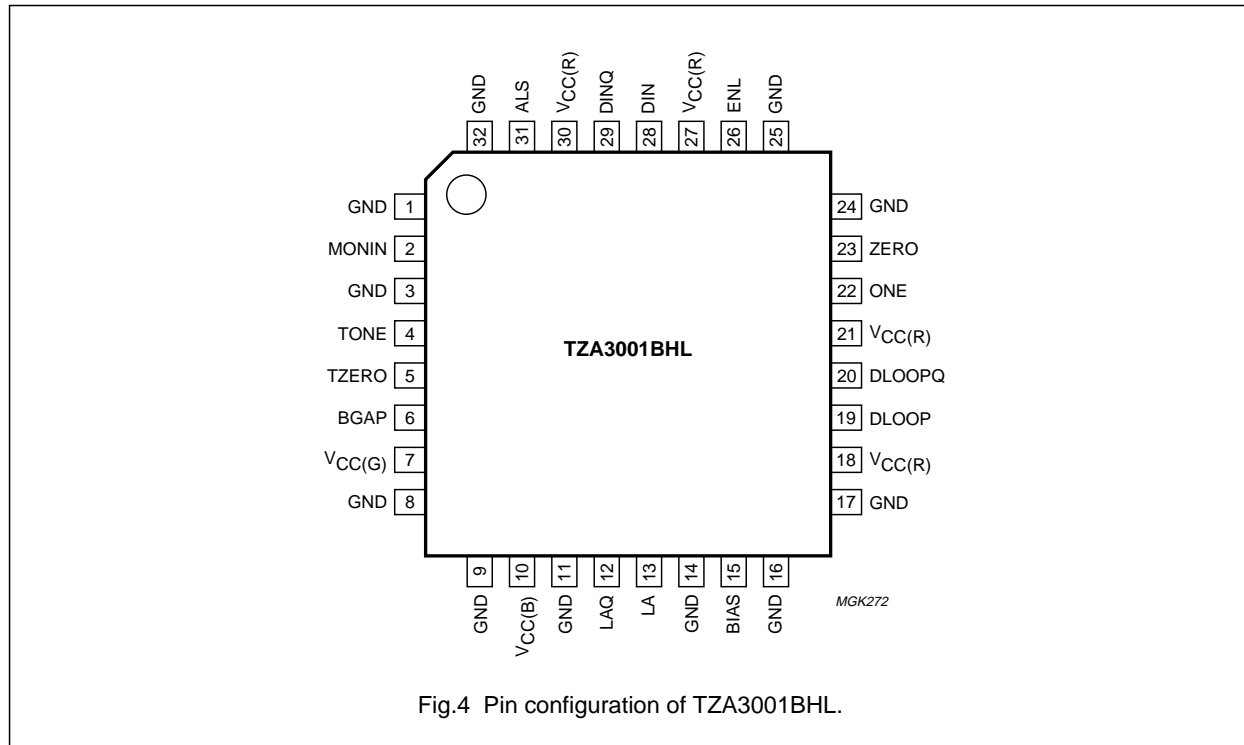 GND
ALS
VCC(R)
DINQ
DIN
VCC(R)
ENL
GND
32
31
30
29
28
27
26
25
GND 1
MONIN 2
GND 3
TONE 4
TZERO 5
BGAP 6
VCC(G) 7
GND 8
TZA3001BHL
24 GND
23 ZERO
22 ONE
21 VCC(R)
20 DLOOPQ
19 DLOOP
18 VCC(R)
17 GND
9
10
11
12
13
14
15
16
GND
VCC(B)
GND
LAQ
LA
GND
BIAS
GND
MGK272
Fig.4 Pin configuration of TZA3001BHL.